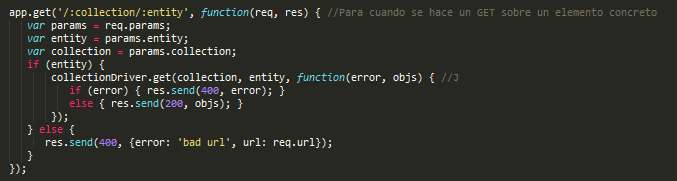 app.get('/:collection/:entity', function(req, res) { //Para cuando se hace un GET sobre un elemento concreto
var params = req.params;
var entity = params.entity;
var collection = params.collection;
if (entity) {
collectionDriver.get(collection, entity, function(error, objs) { //J
if (error) { res.send(400, error); }
else { res.send(200, objs); }
});
} else {
res.send(400, {error: 'bad url', url: req.url});
}
});